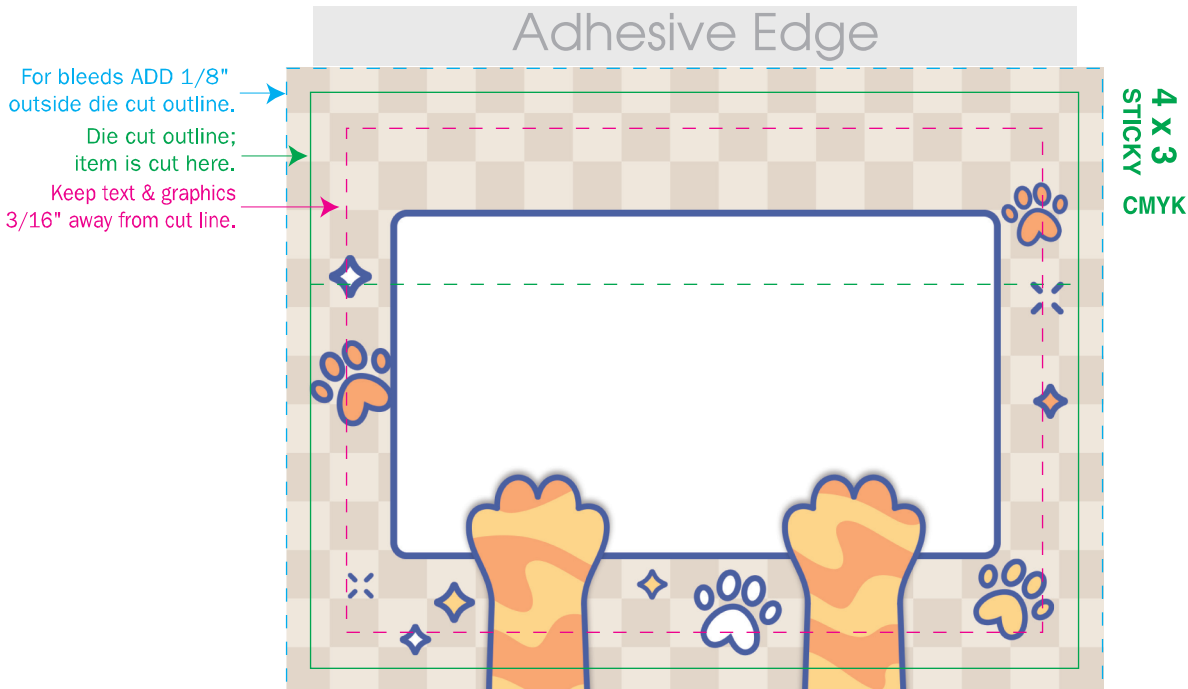 Adhesive Edge
For bleeds ADD 1/8"
outside die cut outline.
Die cut outline;
item is cut here.
Keep text & graphics
3/16" away from cut line.
4 x 3
STICKY
CMYK